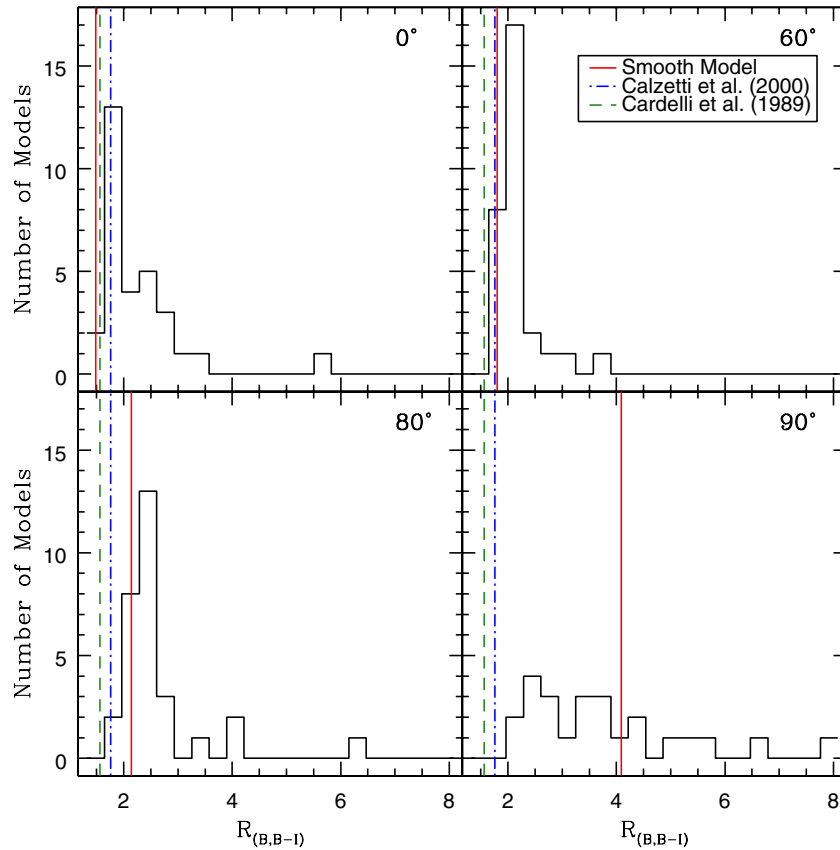 0°
60°
Smooth Model
Calzetti et al. (2000)
Cardelli et al. (1989)
15
10
5
0
Number of Models
80°
90°
15
10
5
0
Number of Models
2 4 6 8
2 4 6 8
R(B,B−I)
R(B,B−I)